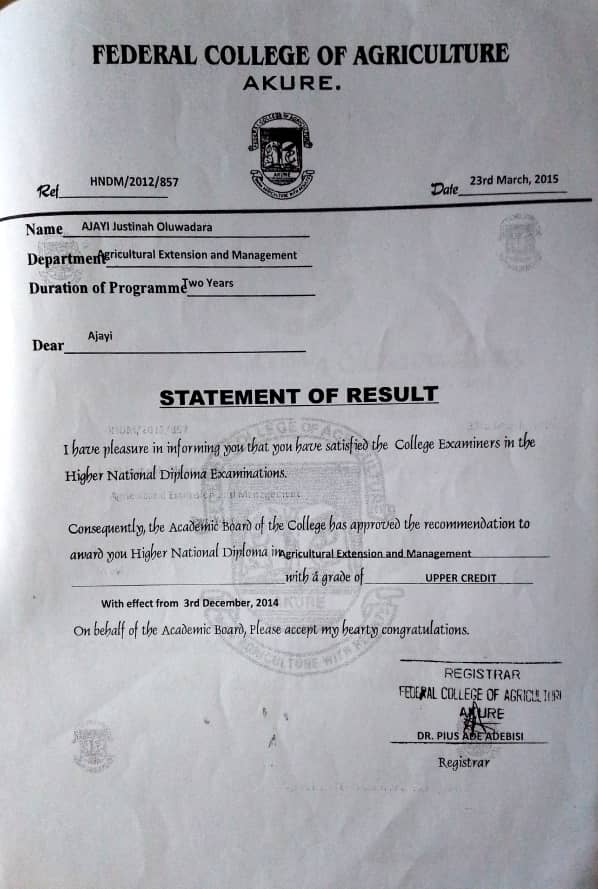 FEDERAL COLLEGE OF AGRICULTURE
AKURE.
Ref HNDM/2012/857
Date 23rd March, 2015
Name AJAYI Justinah Oluwadara
Department Agricultural Extension and Management
Duration of Programme Two Years
Dear Ajayi
STATEMENT OF RESULT
I have pleasure in informing you that you have satisfied the College Examiners in the
Higher National Diploma Examinations.
Consequently, the Academic Board of the College has approved the recommendation to
award you Higher National Diploma in Agricultural Extension and Management
with a grade of UPPER CREDIT
With effect from 3rd December, 2014
On behalf of the Academic Board, Please accept my hearty congratulations.
REGISTRAR
FEDERAL COLLEGE OF AGRICULTURE
AKURE
DR. PIUS ADE ADEBISI
Registrar